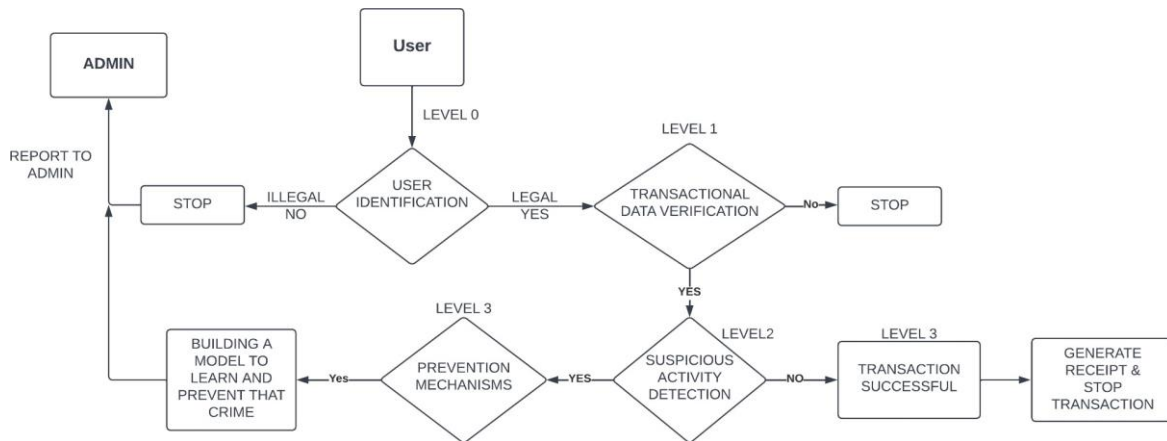 User
ADMIN
LEVEL 0
LEVEL 1
REPORT TO
ADMIN
STOP
ILLEGAL
NO
USER
IDENTIFICATION
LEGAL
YES
TRANSACTIONAL
DATA VERIFICATION
No
STOP
YES
LEVEL 3
LEVEL2
LEVEL 3
BUILDING A
MODEL TO
LEARN AND
PREVENT THAT
CRIME
Yes
PREVENTION
MECHANISMS
YES
SUSPICIOUS
ACTIVITY
DETECTION
NO
TRANSACTION
SUCCESSFUL
GENERATE
RECEIPT &
STOP
TRANSACTION